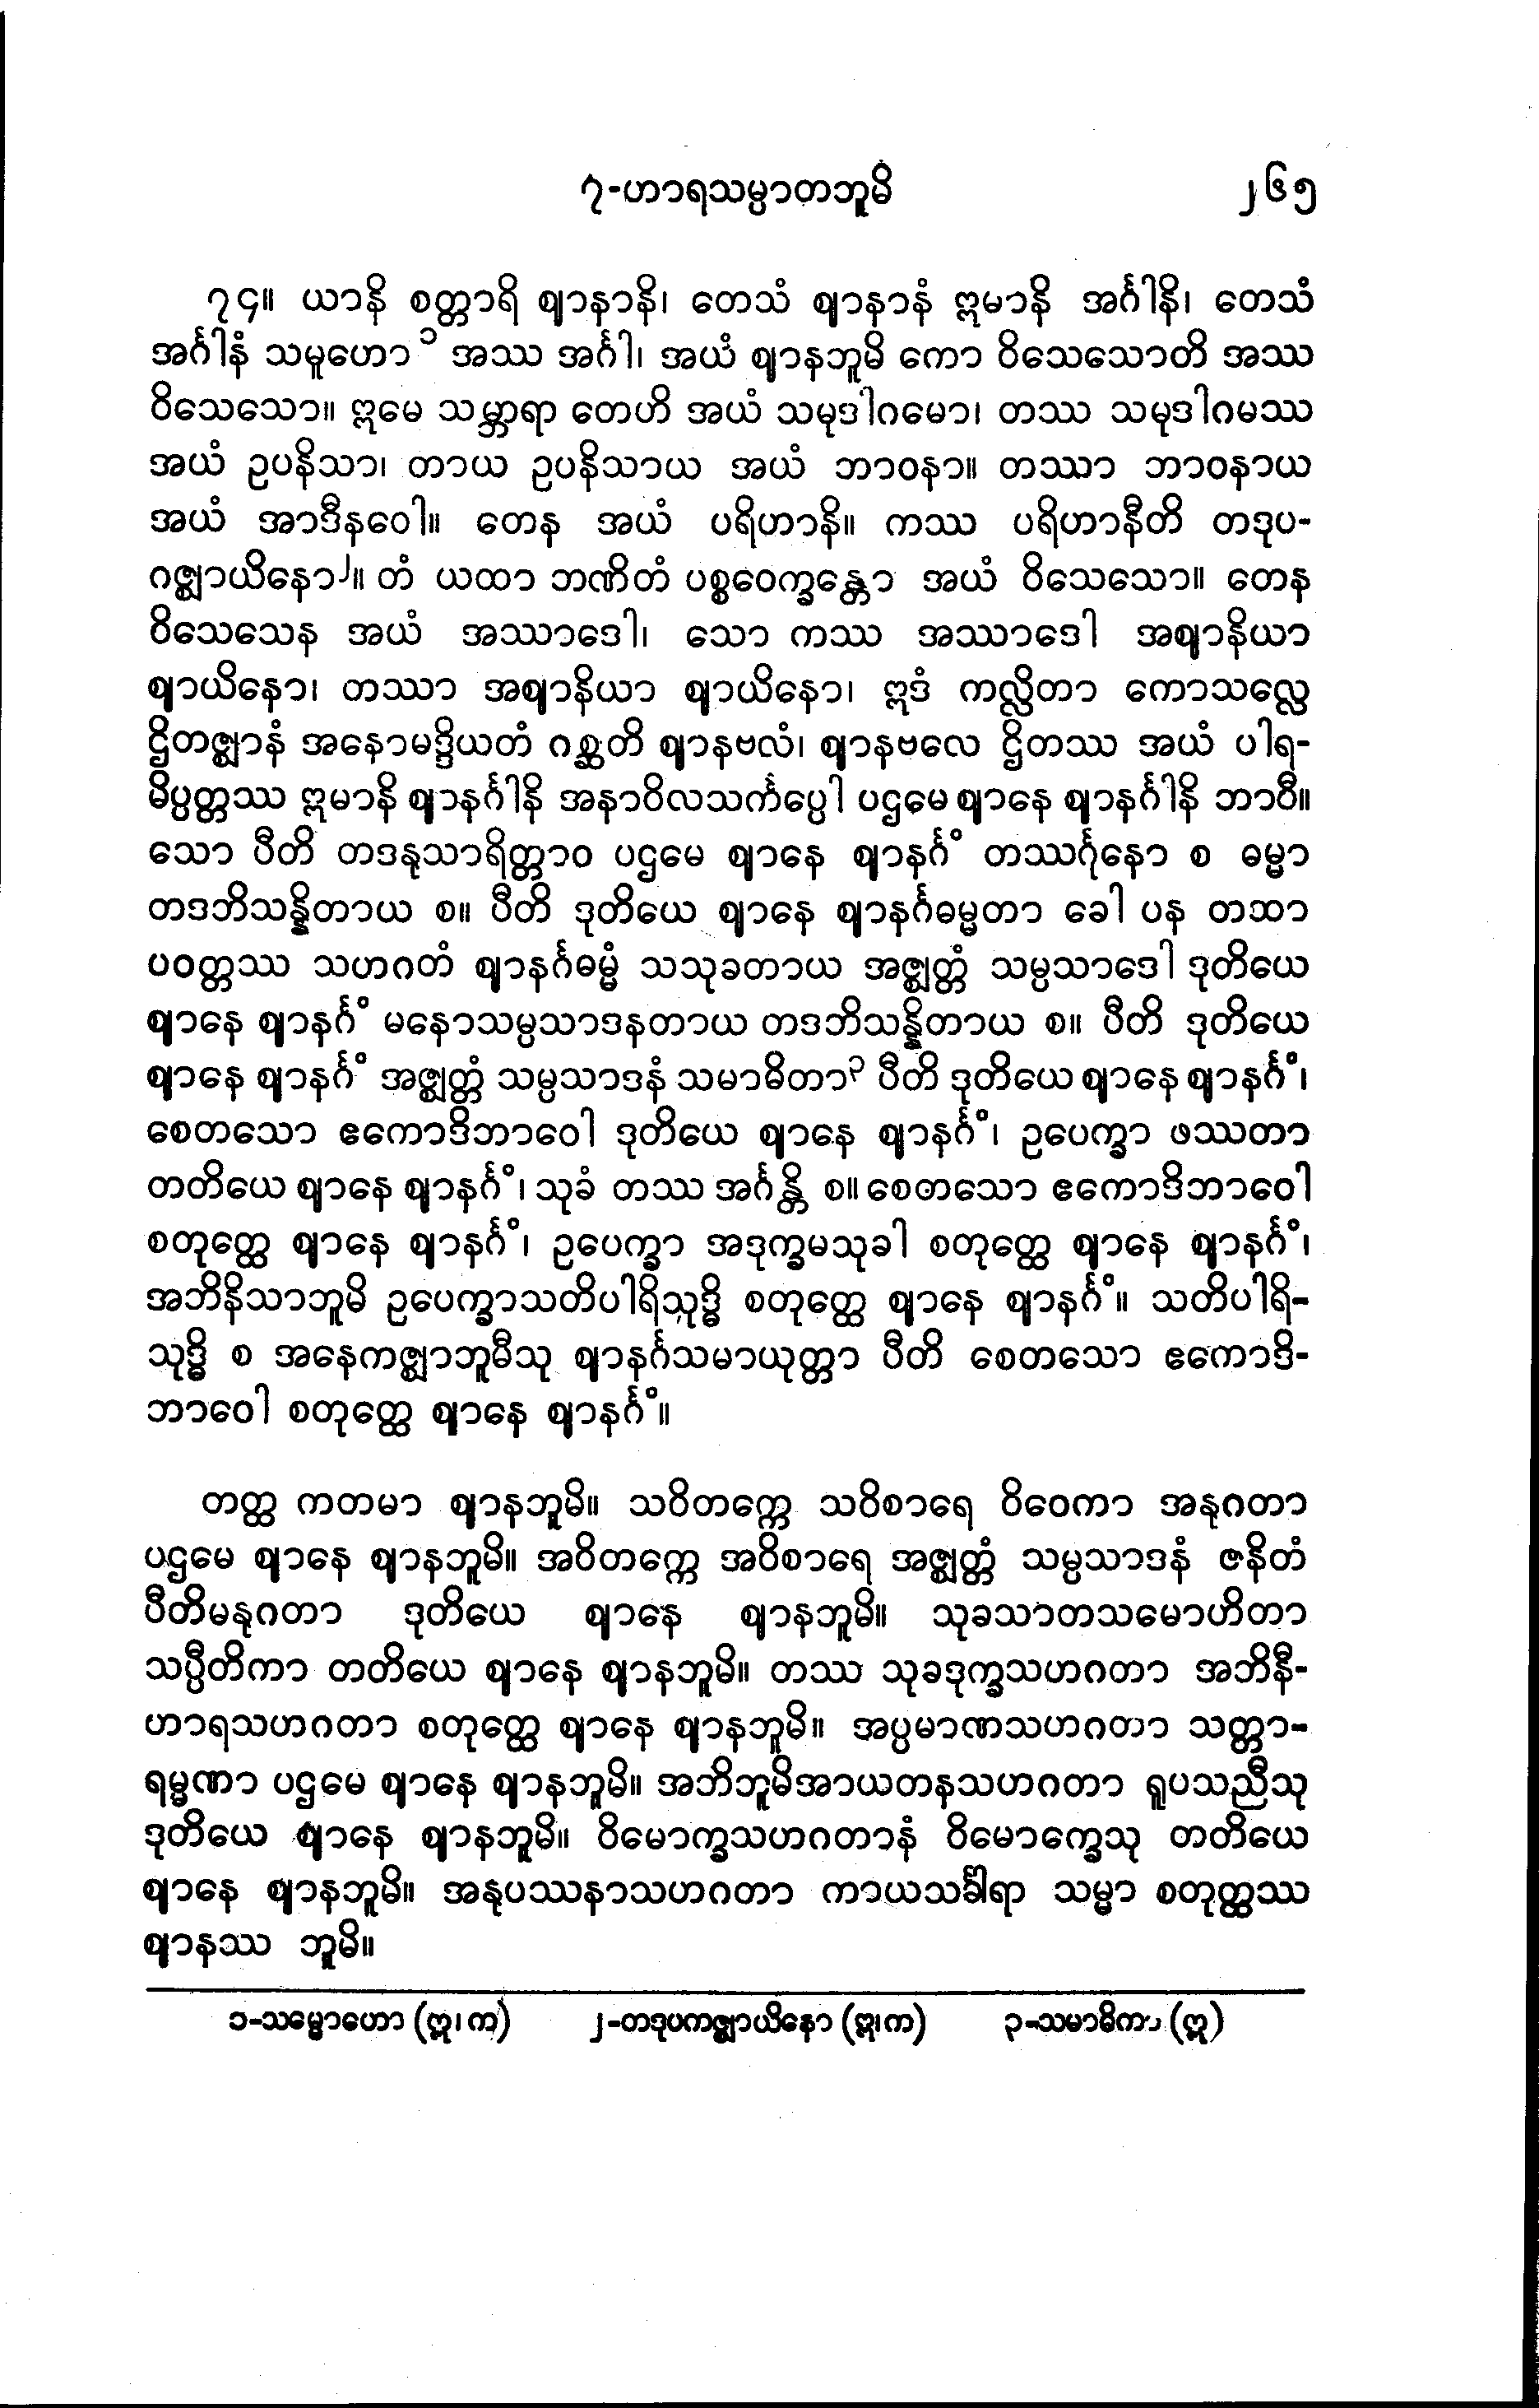 ၇-ဟာရသမ္ပာတဘူမိ ၂၆၅
၇၄။ ယာနိ စတ္တာရိ ဈာနာနိ၊ တေသံ ဈာနာနံ ဣမာနိ အင်္ဂါနိ၊ တေသံ
အင်္ဂါနံ သမူဟော ၁ အဿ အင်္ဂါ၊ အယံ ဈာနဘူမိ ကော ဝိသေသောတိ အဿ
ဝိသေသော။ ဣမေ သမ္ဘာရာ တေဟိ အယံ သမုဒါဂမော၊ တဿ သမုဒါဂမဿ
အယံ ဥပနိသာ၊ တာယ ဥပနိသာယ အယံ ဘာဝနာ။ တဿာ ဘာဝနာယ
အယံ အာဒီနဝေါ။ တေန အယံ ပရိဟာနိ။ ကဿ ပရိဟာနီတိ တဒုပ-
ဂဇ္ဈာယိနော၂။ တံ ယထာ ဘဏိတံ ပစ္စဝေက္ခန္တော အယံ ဝိသေသော။ တေန
ဝိသေသေန အယံ အဿာဒေါ၊ သော ကဿ အဿာဒေါ အဈာနိယာ
ဈာယိနော၊ တဿာ အဈာနိယာ ဈာယိနော၊ ဣဒံ ကလ္လိတာ ကောသလ္လေ
ဌိတဇ္ဈာနံ အနောမဒ္ဒိယတံ ဂစ္ဆတိ ဈာနဗလံ၊ ဈာနဗလေ ဌိတဿ အယံ ပါရ-
မိပ္ပတ္တဿ ဣမာနိ ဈာနင်္ဂါနိ အနာဝိလသင်္ကပ္ပေါ ပဌမေ ဈာနေ ဈာနင်္ဂါနိ ဘာဝီ။
သော ပီတိ တဒနုသာရိတ္တာဝ ပဌမေ ဈာနေ ဈာနင်္ဂံ တဿင်္ဂုနော စ ဓမ္မာ
တဒဘိသန္နိတာယ စ။ ပီတိ ဒုတိယေ ဈာနေ ဈာနင်္ဂဓမ္မတာ ခေါ ပန တထာ
ပဝတ္တဿ သဟဂတံ ဈာနင်္ဂဓမ္မံ သသုခတာယ အဇ္ဈတ္တံ သမ္ပသာဒေါ ဒုတိယေ
ဈာနေ ဈာနင်္ဂံ မနောသမ္ပသာဒနတာယ တဒဘိသန္နိတာယ စ။ ပီတိ ဒုတိယေ
ဈာနေ ဈာနင်္ဂံ အဇ္ဈတ္တံ သမ္ပသာဒနံ သမာဓိတာ၃ ပီတိ ဒုတိယေ ဈာနေ ဈာနင်္ဂံ၊
စေတသော ဧကောဒိဘာဝေါ ဒုတိယေ ဈာနေ ဈာနင်္ဂံ၊ ဥပေက္ခာ ဖဿတာ
တတိယေ ဈာနေ ဈာနင်္ဂံ၊ သုခံ တဿ အင်္ဂန္တိ စ။ စေတသော ဧကောဒိဘာဝေါ
စတုတ္ထေ ဈာနေ ဈာနင်္ဂံ၊ ဥပေက္ခာ အဒုက္ခမသုခါ စတုတ္ထေ ဈာနေ ဈာနင်္ဂံ၊
အဘိနိသာဘူမိ ဥပေက္ခာသတိပါရိသုဒ္ဓိ စတုတ္ထေ ဈာနေ ဈာနင်္ဂံ။ သတိပါရိ-
သုဒ္ဓိ စ အနေကဇ္ဈာဘူမီသု ဈာနင်္ဂသမာယုတ္တာ ပီတိ စေတသော ဧကောဒိ-
ဘာဝေါ စတုတ္ထေ ဈာနေ ဈာနင်္ဂံ။
တတ္ထ ကတမာ ဈာနဘူမိ။ သဝိတက္ကေ သဝိစာရေ ဝိဝေကာ အနုဂတာ
ပဌမေ ဈာနေ ဈာနဘူမိ။ အဝိတက္ကေ အဝိစာရေ အဇ္ဈတ္တံ သမ္ပသာဒနံ ဇနိတံ
ပီတိမနုဂတာ ဒုတိယေ ဈာနေ ဈာနဘူမိ။ သုခသာတသမောဟိတာ
သပ္ပီတိကာ တတိယေ ဈာနေ ဈာနဘူမိ။ တဿ သုခဒုက္ခသဟဂတာ အဘိနီ-
ဟာရသဟဂတာ စတုတ္ထေ ဈာနေ ဈာနဘူမိ။ အပ္ပမာဏသဟဂတာ သတ္တာ-
ရမ္မဏာ ပဌမေ ဈာနေ ဈာနဘူမိ။ အဘိဘူမိအာယတနသဟဂတာ ရူပသညီသု
ဒုတိယေ ဈာနေ ဈာနဘူမိ။ ဝိမောက္ခသဟဂတာနံ ဝိမောက္ခေသု တတိယေ
ဈာနေ ဈာနဘူမိ။ အနုပဿနာသဟဂတာ ကာယသင်္ခါရာ သမ္မာ စတုတ္ထဿ
ဈာနဿ ဘူမိ။
၁-သမ္မောဟော (ဣ၊ က) ၂-တဒုပကဇ္ဈာယိနော (ဣ၊က) ၃-သမာဓိကာ (ဣ)